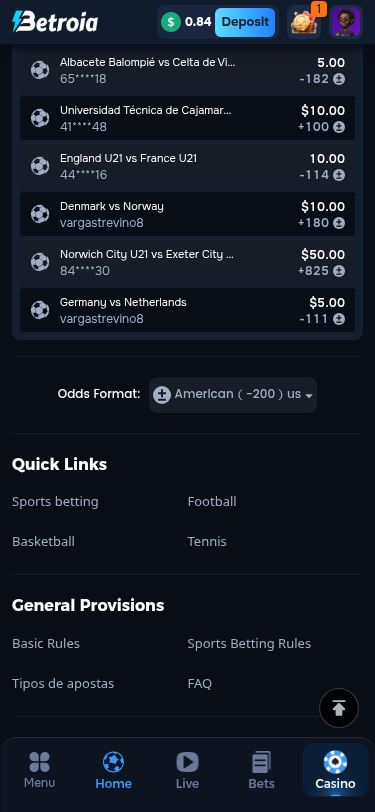 Betroia
$ 0.84 Deposit
1
Albacete Balompié vs Celta de Vi... 5.00
65****18 -182
Universidad Técnica de Cajamar... $10.00
41****48 +100
England U21 vs France U21 10.00
44****16 -114
Denmark vs Norway $10.00
vargastrevino8 +180
Norwich City U21 vs Exeter City ... $50.00
84****30 +825
Germany vs Netherlands $5.00
vargastrevino8 -111
Odds Format: American ( -200 ) us
Quick Links
Sports betting Football
Basketball Tennis
General Provisions
Basic Rules Sports Betting Rules
Tipos de apostas FAQ
Menu Home Live Bets Casino